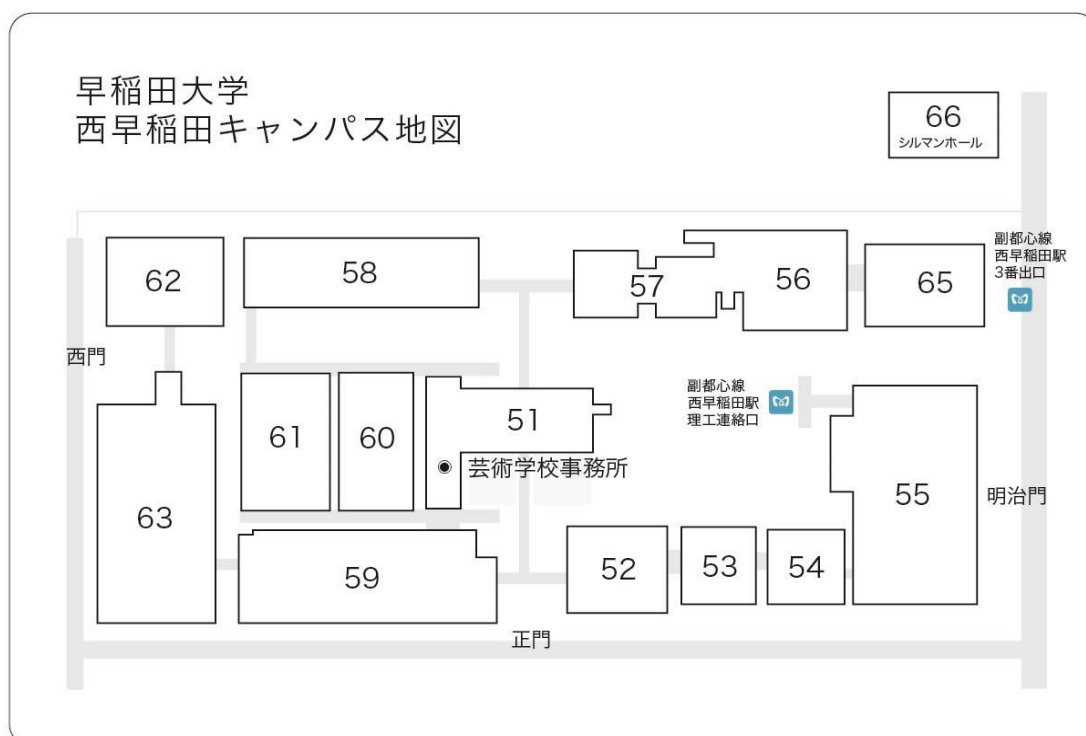 早稲田大学
西早稲田キャンパス地図
66
シルマンホール
副都心線
西早稲田駅
3番出口
62
58
57
56
65
西門
副都心線
西早稲田駅
理工連絡口
61
60
51
芸術学校事務所
63
55
明治門
59
52
53
54
正門